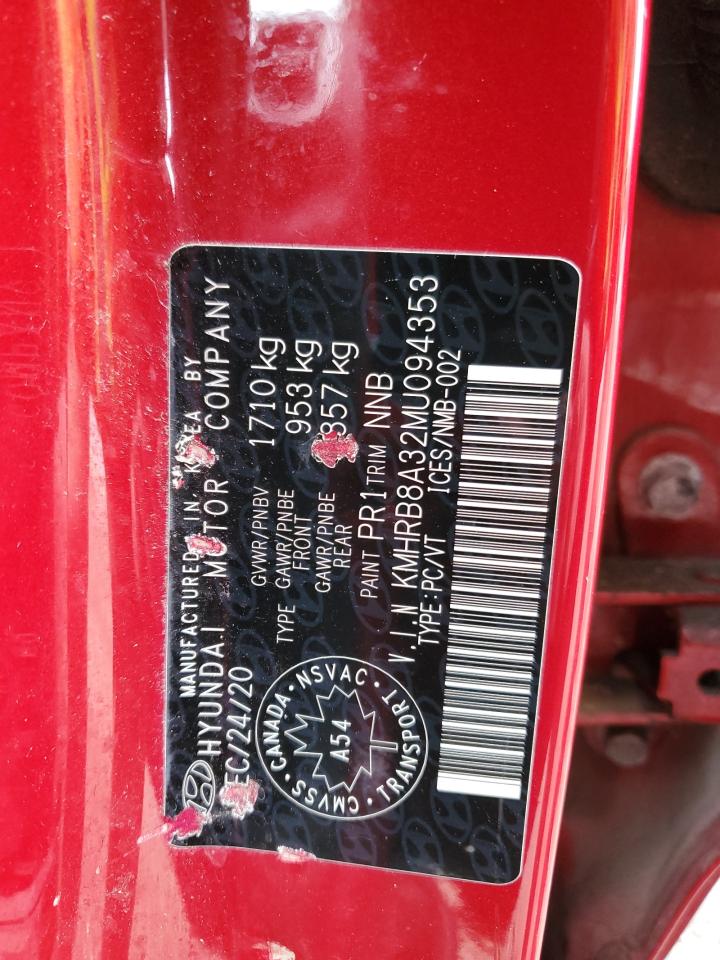 MANUFACTURED IN KOREA BY
HYUNDAI MOTOR COMPANY
EC/24/20
GVWR/PNBV 1710 kg
TYPE GAWR/PNBE FRONT 953 kg
GAWR/PNBE REAR 857 kg
PAINT PR1 TRIM NNB
V.I.N KMHRB8A32MU094353
TYPE:PC/VT ICES/NMB-002
CMVSS • CANADA • NSVAC • TRANSPORT •
A54